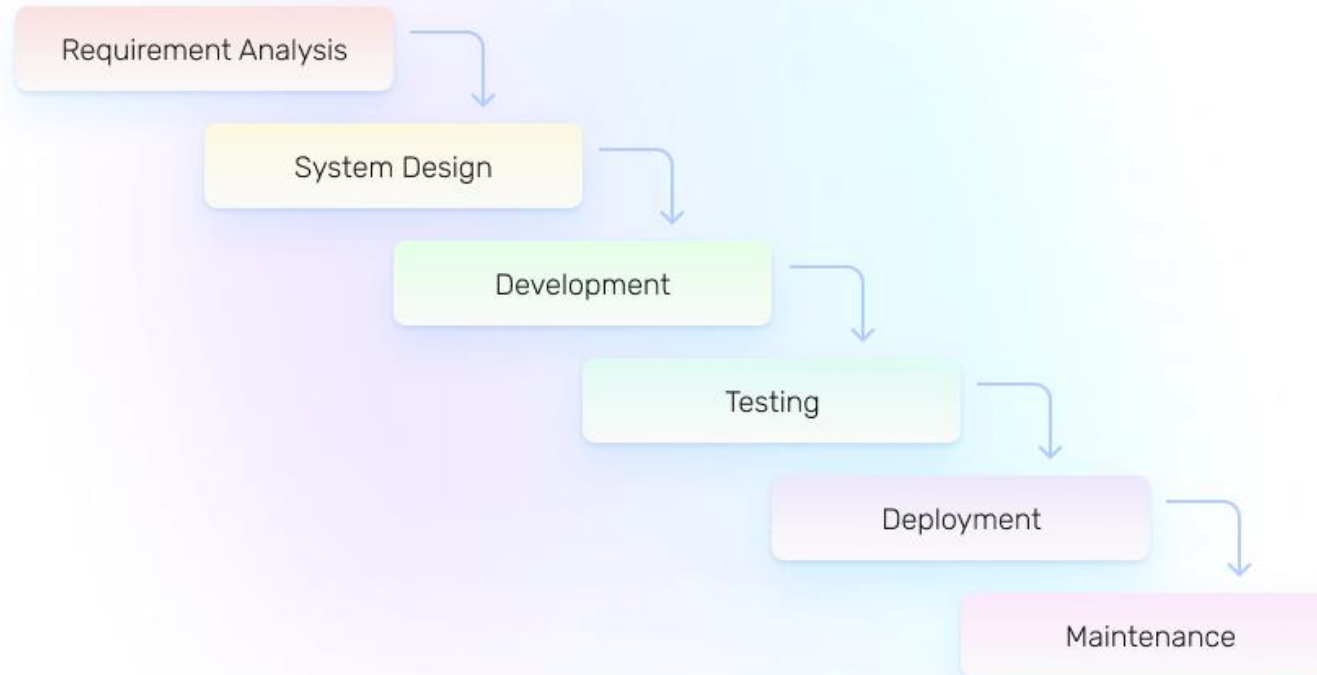 Requirement Analysis
System Design
Development
Testing
Deployment
Maintenance